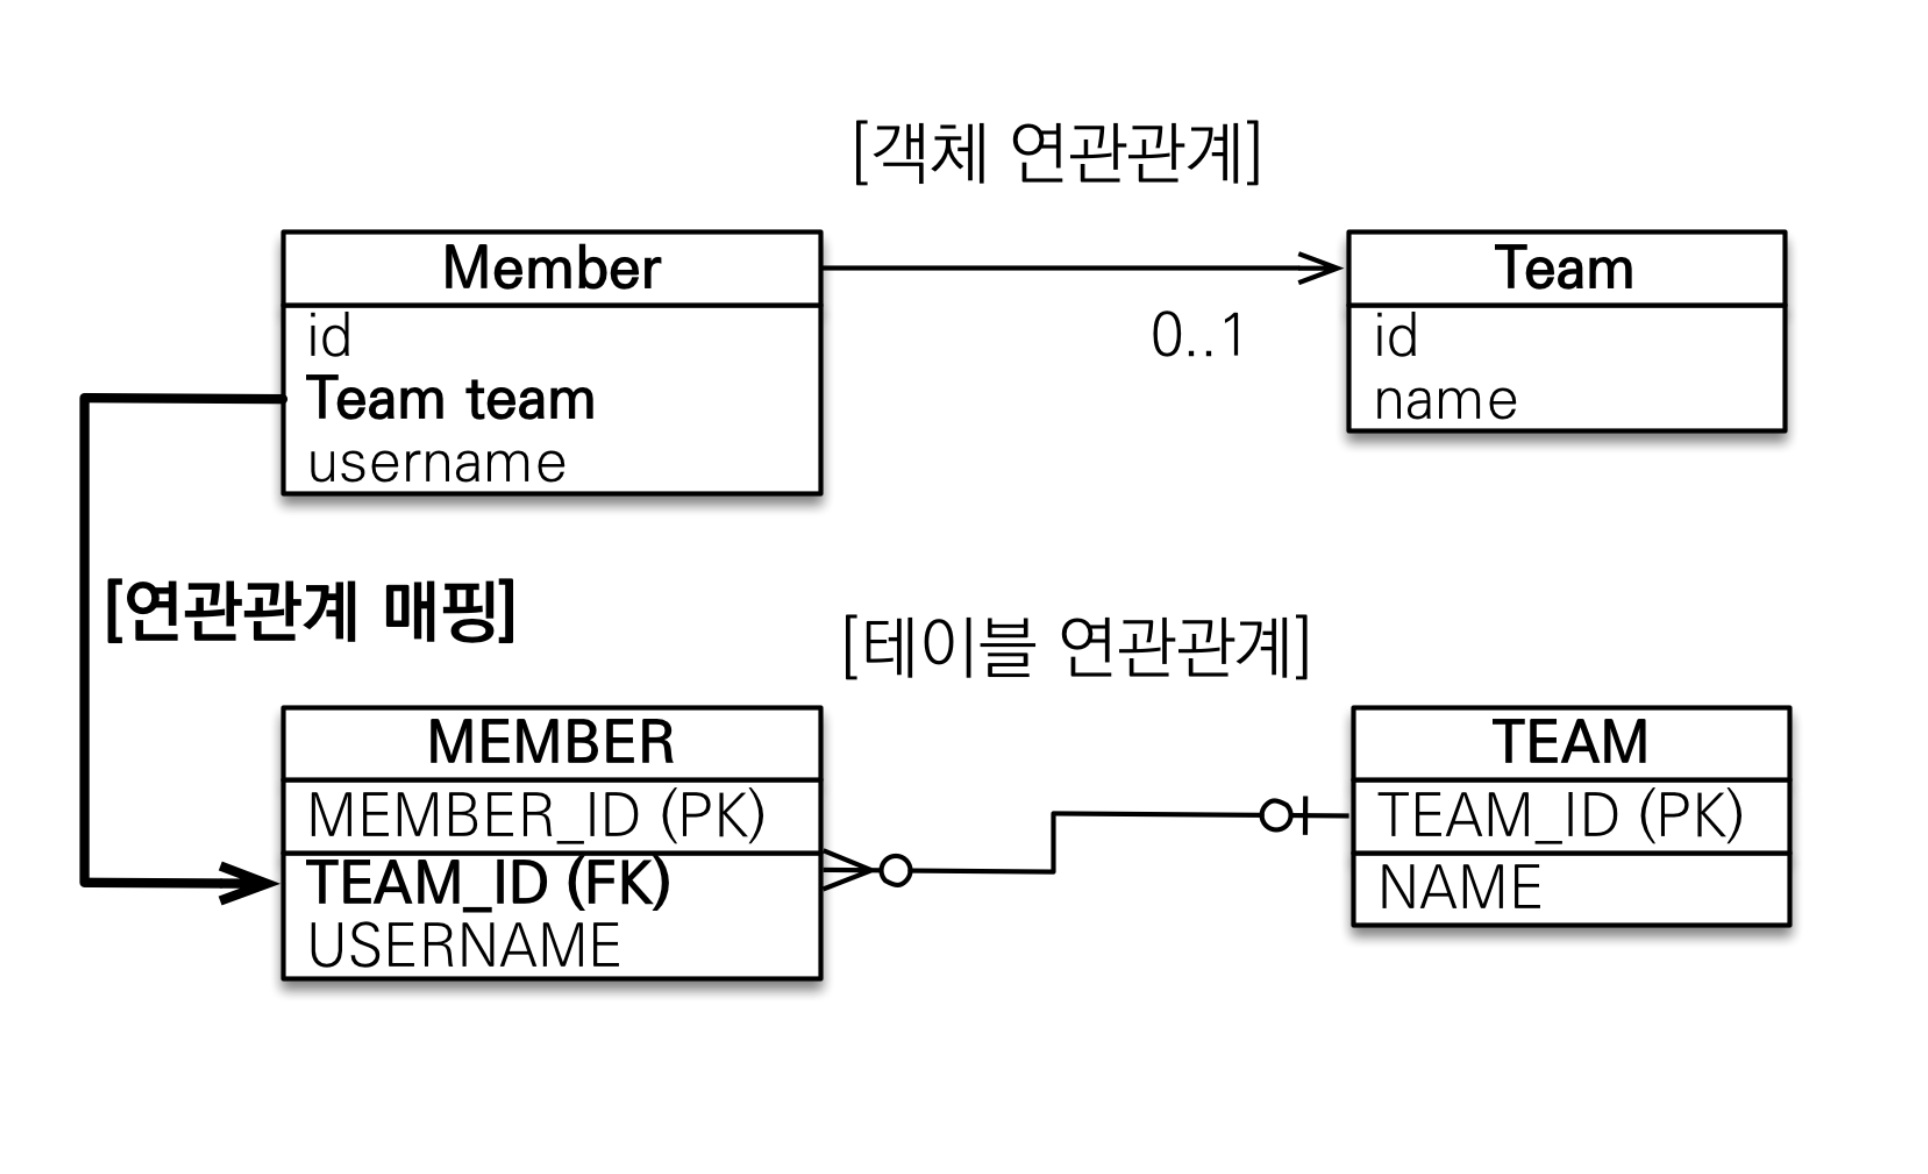 [객체 연관관계]
Member
id
Team team
username
0..1
Team
id
name
[연관관계 매핑]
[테이블 연관관계]
MEMBER
MEMBER_ID (PK)
TEAM_ID (FK)
USERNAME
TEAM
TEAM_ID (PK)
NAME